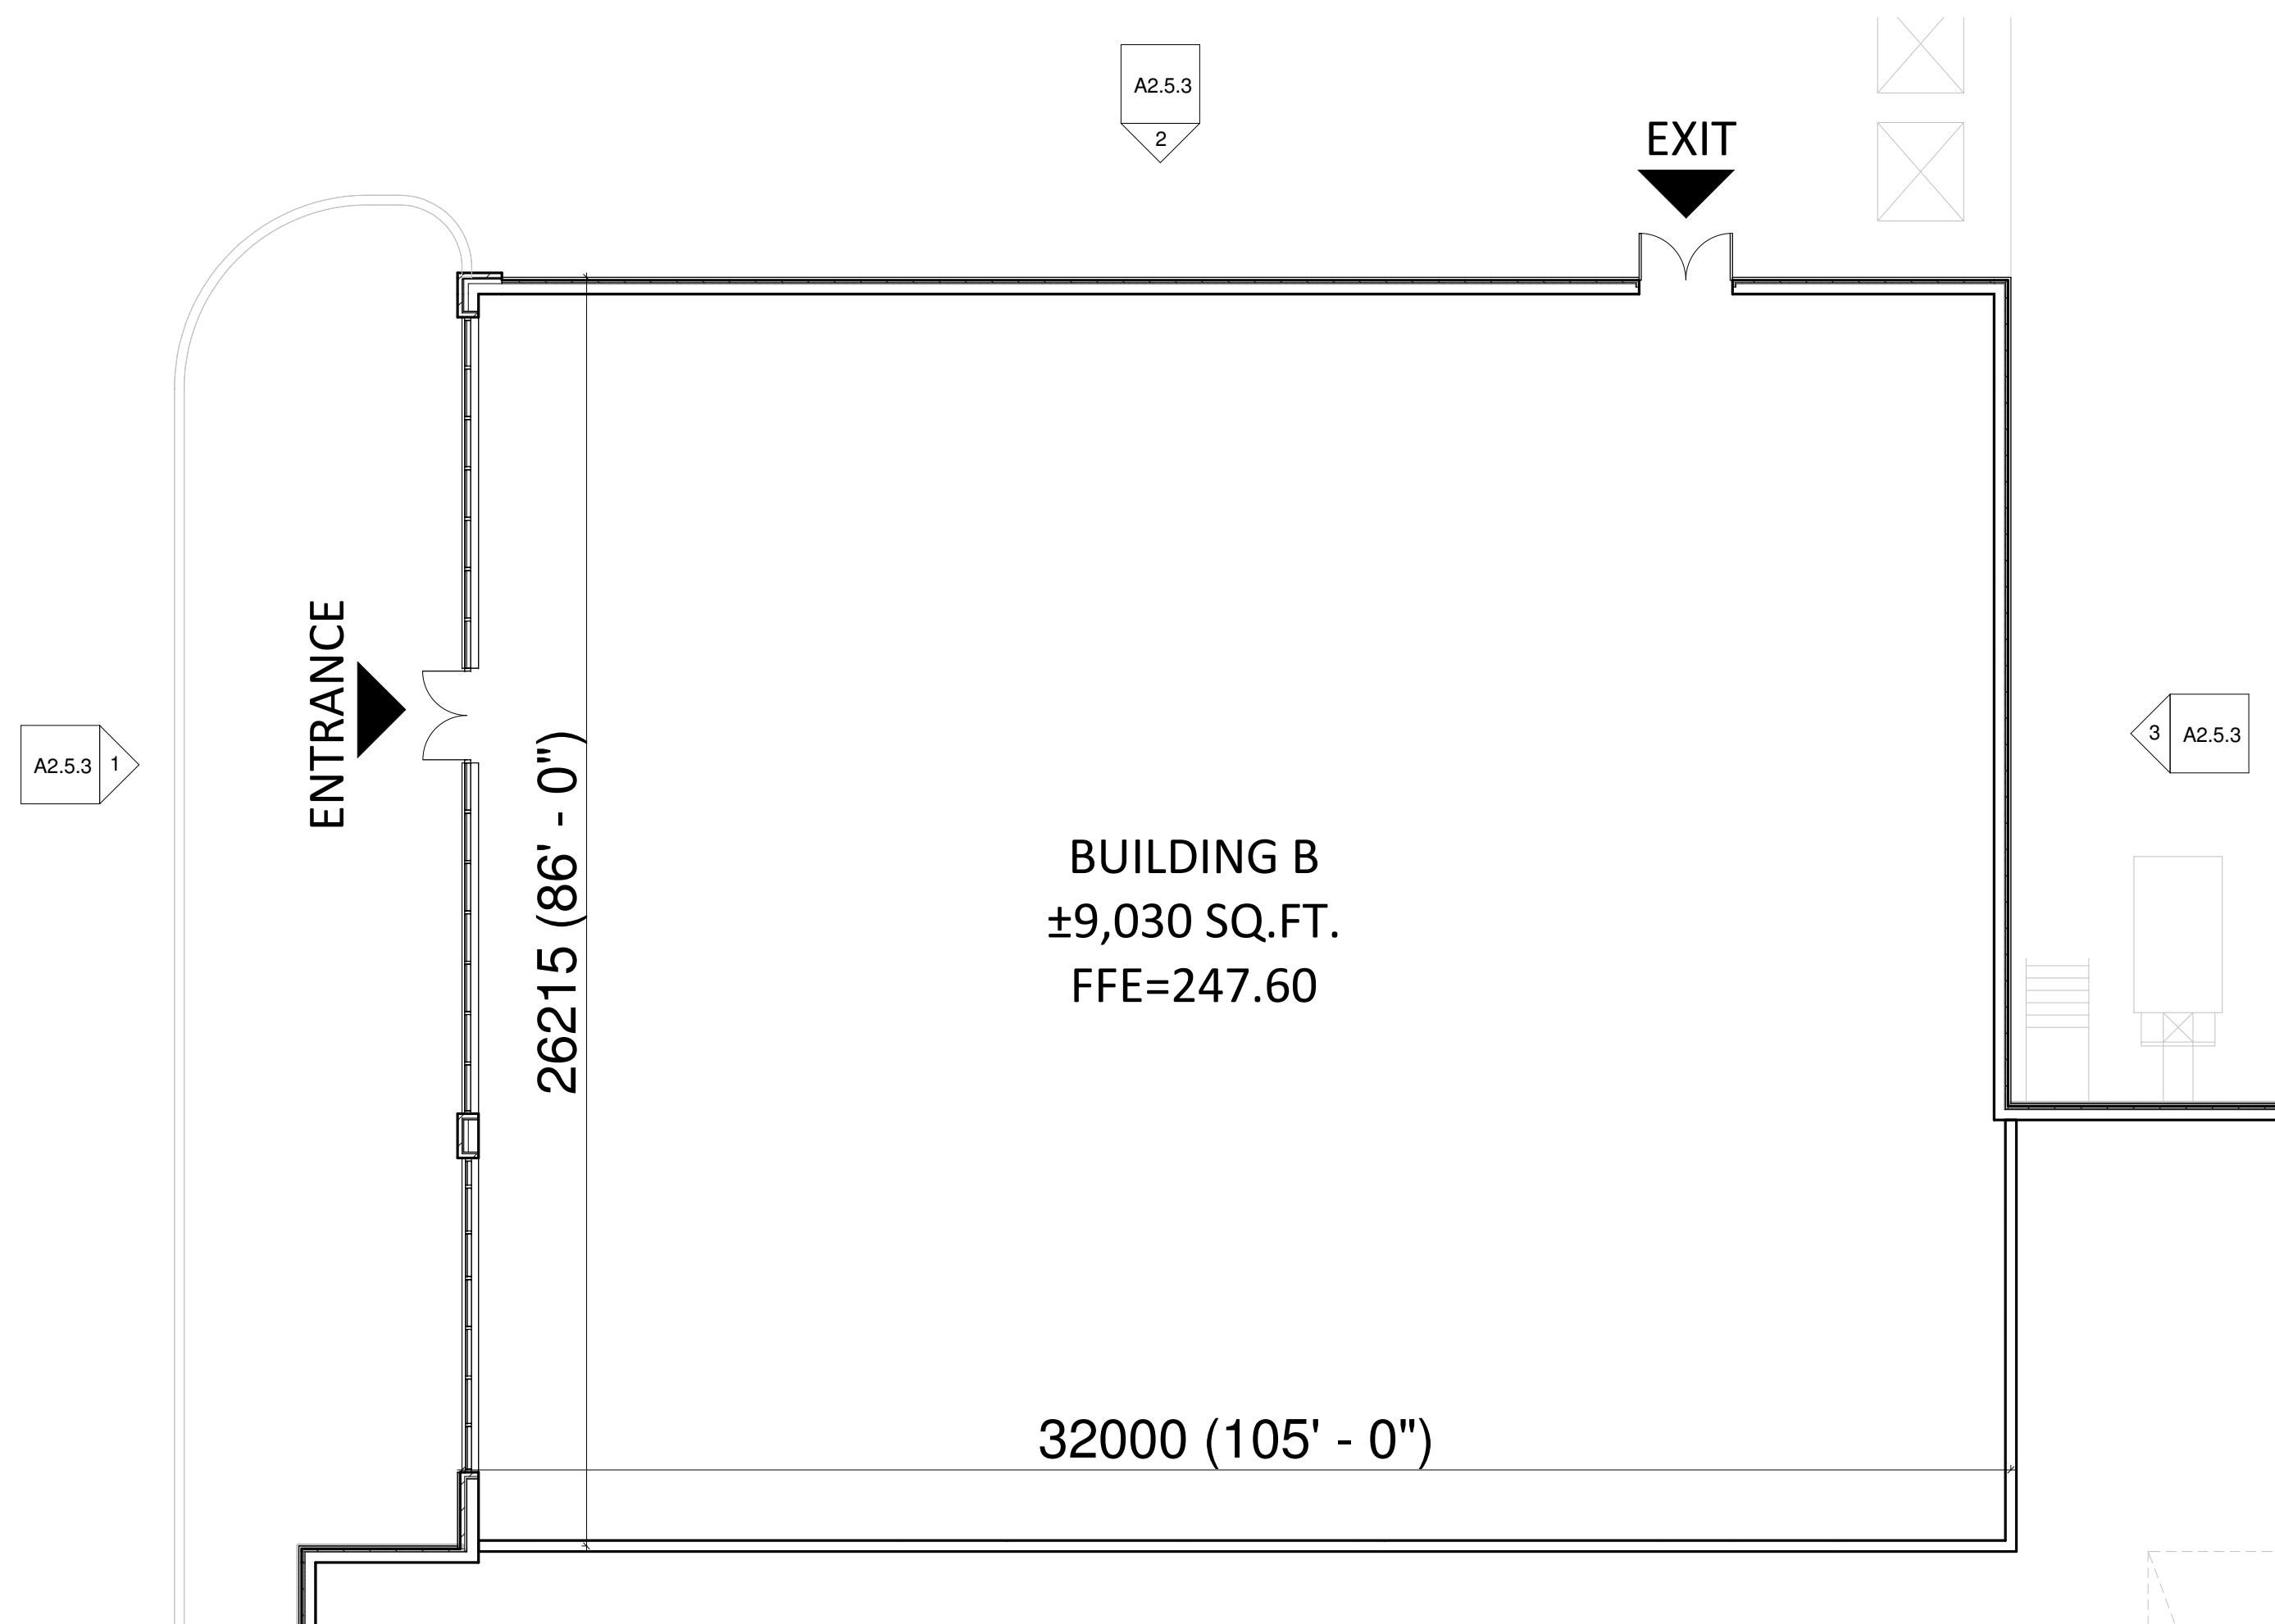 A2.5.3
2
EXIT
ENTRANCE
A2.5.3
1
3
A2.5.3
26215 (86' - 0")
BUILDING B
±9,030 SQ.FT.
FFE=247.60
32000 (105' - 0")